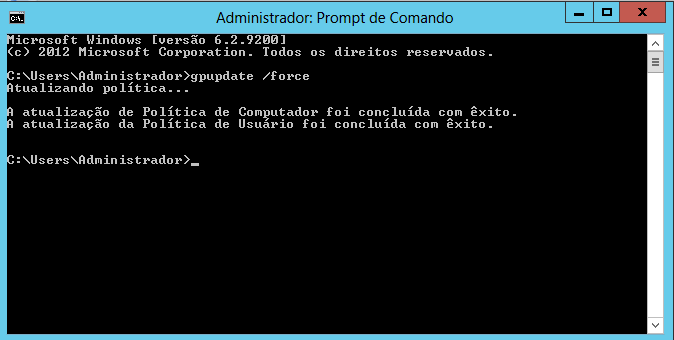 Administrador: Prompt de Comando
Microsoft Windows [versão 6.2.9200]
(c) 2012 Microsoft Corporation. Todos os direitos reservados.
C:\Users\Administrador>gpupdate /force
Atualizando política...
A atualização de Política de Computador foi concluída com êxito.
A atualização da Política de Usuário foi concluída com êxito.
C:\Users\Administrador>_